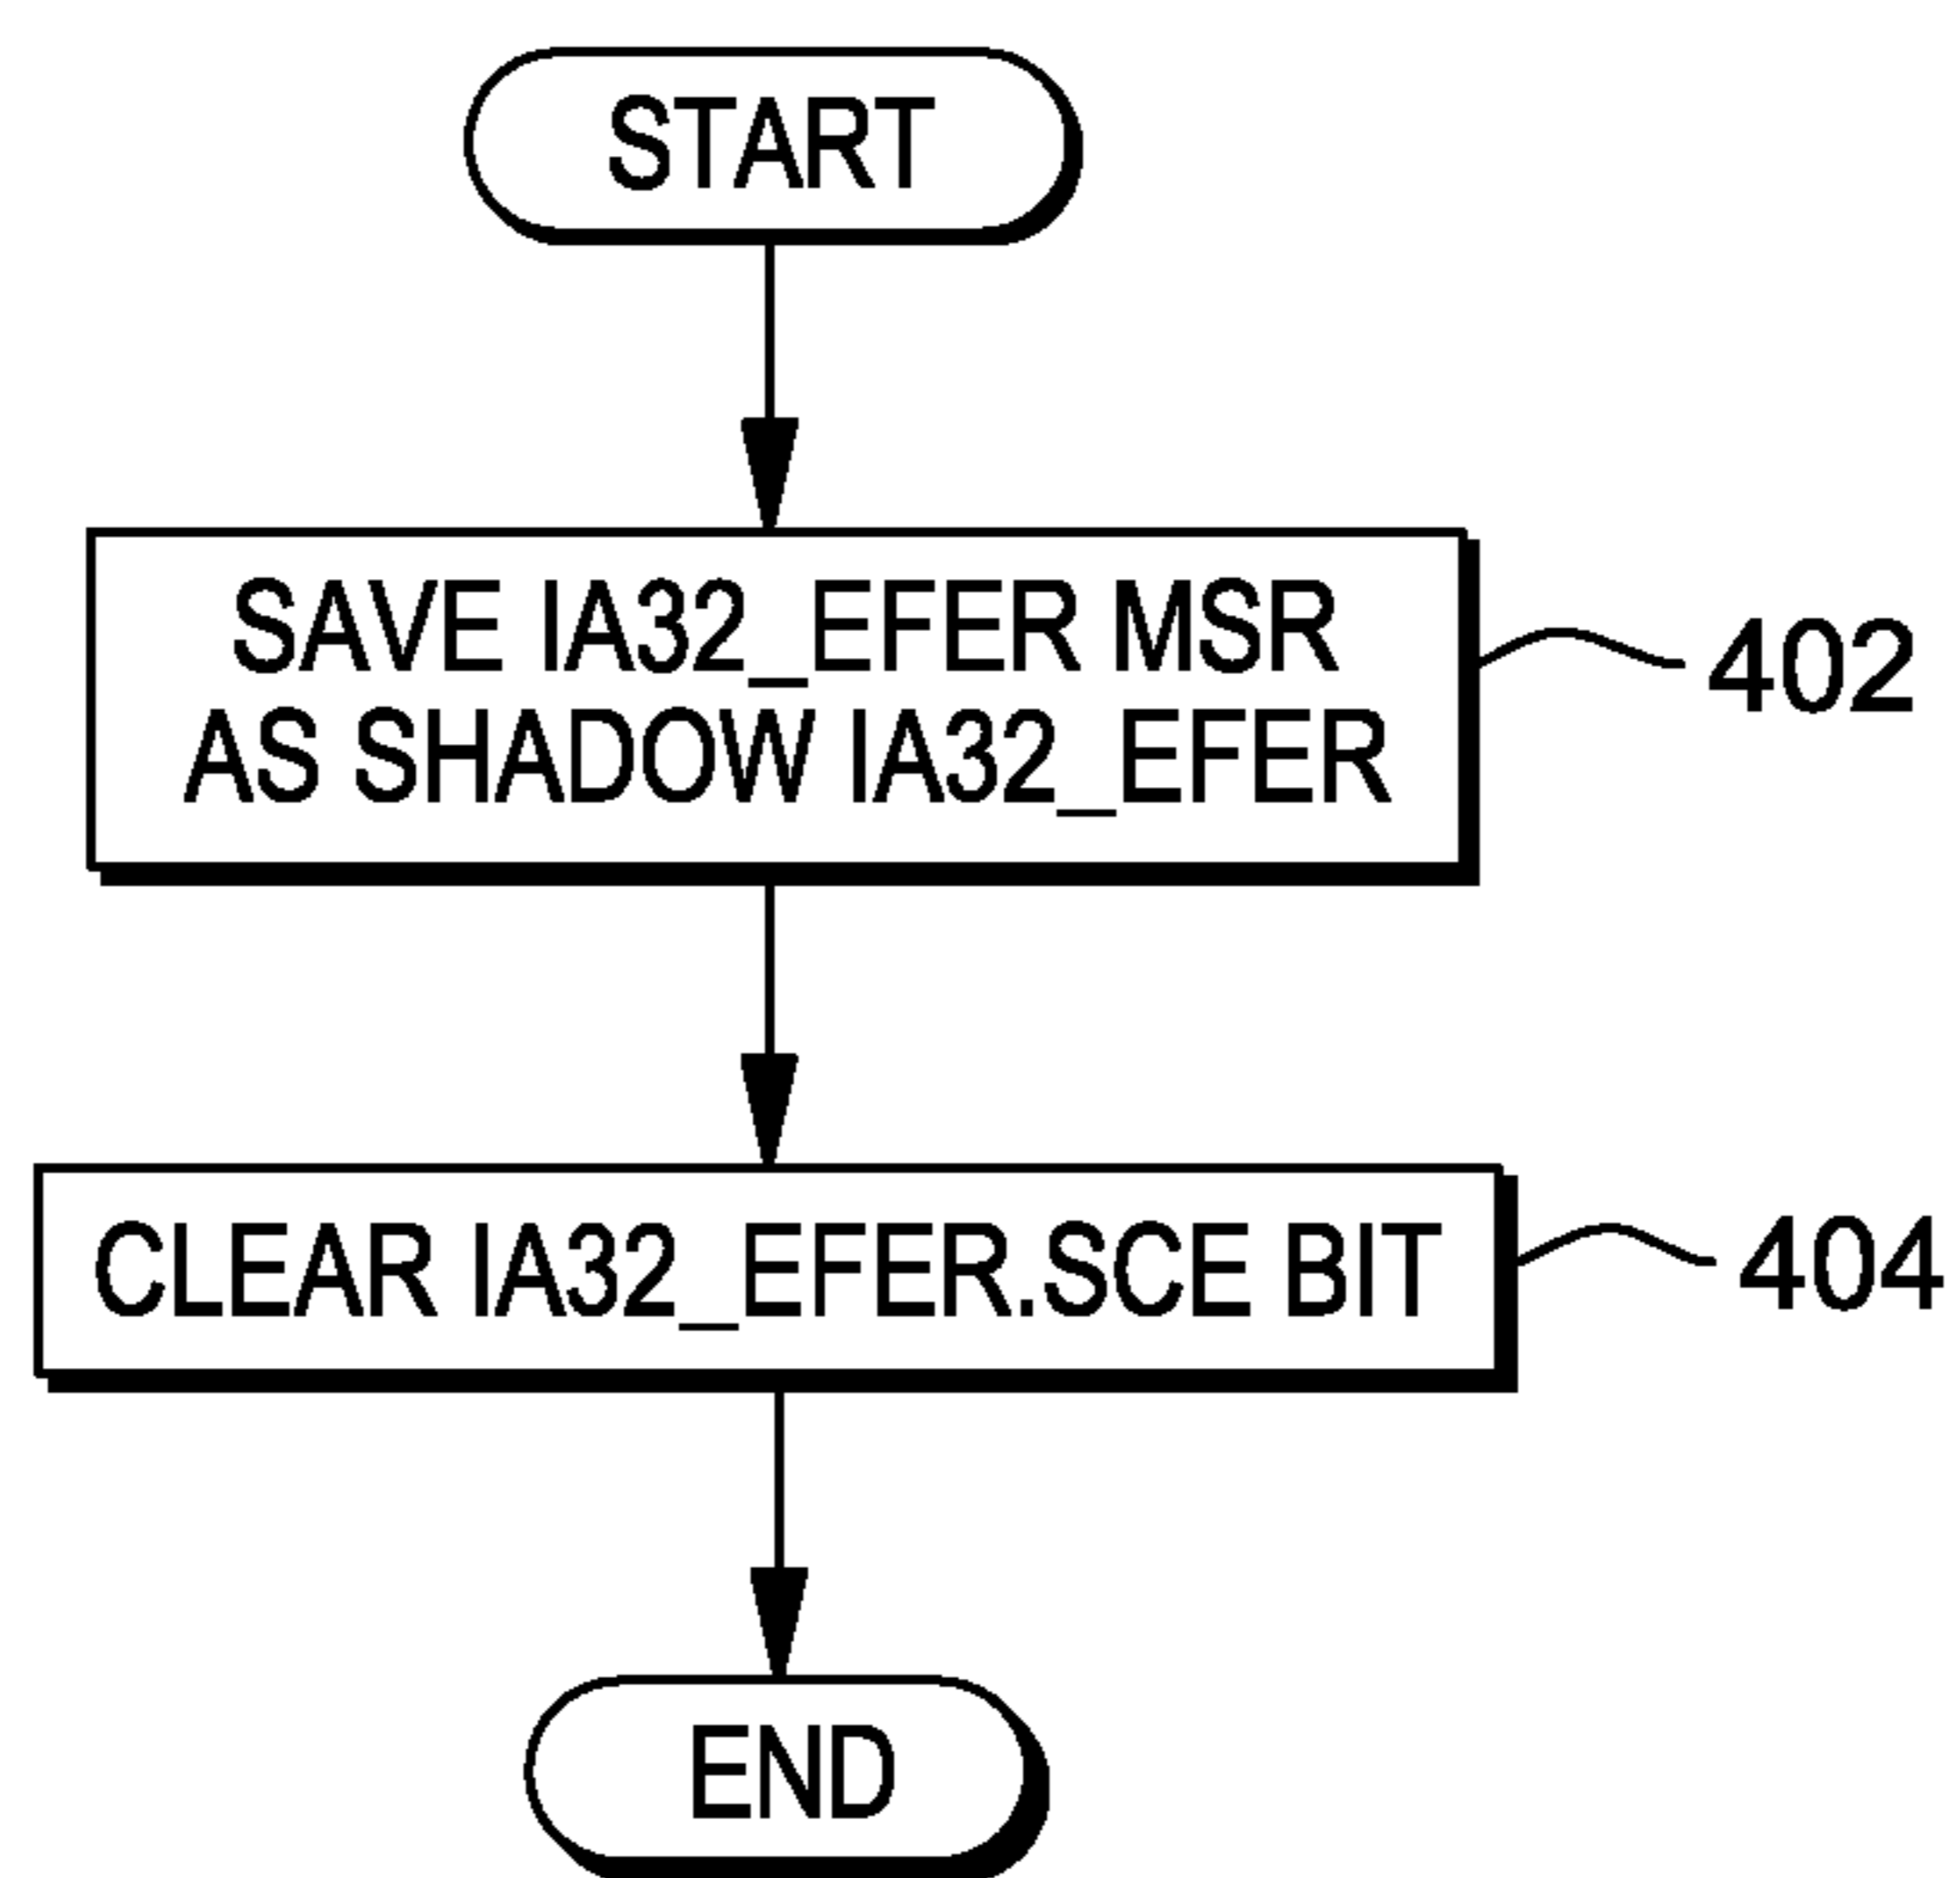 START
SAVE IA32_EFER MSR
AS SHADOW IA32_EFER
402
CLEAR IA32_EFER.SCE BIT
404
END